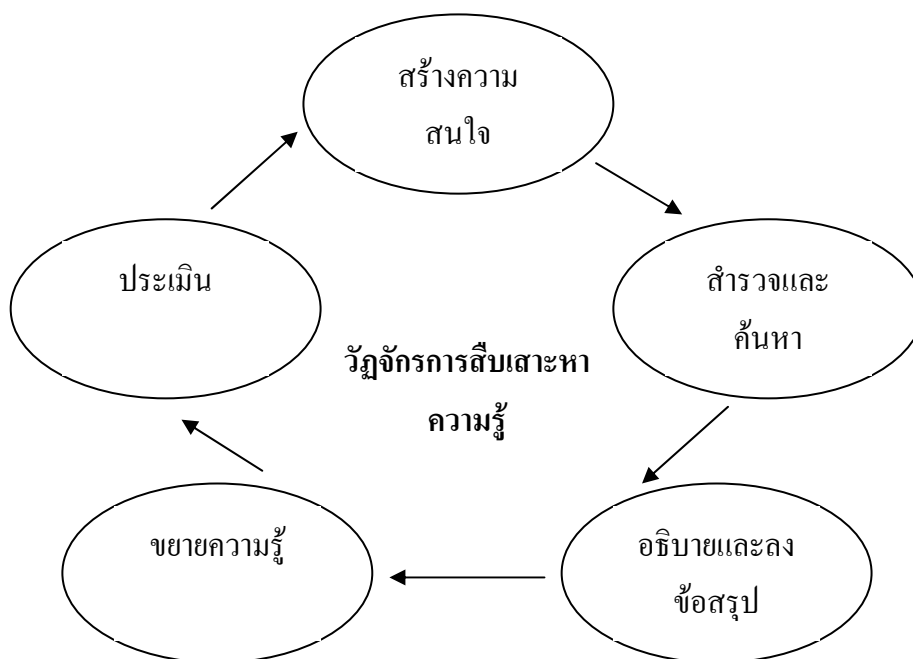 สร้างความ
สนใจ
ประเมิน
สำรวจและ
ค้นหา
วัฏจักรการสืบเสาะหา
ความรู้
ขยายความรู้
อธิบายและลง
ข้อสรุป